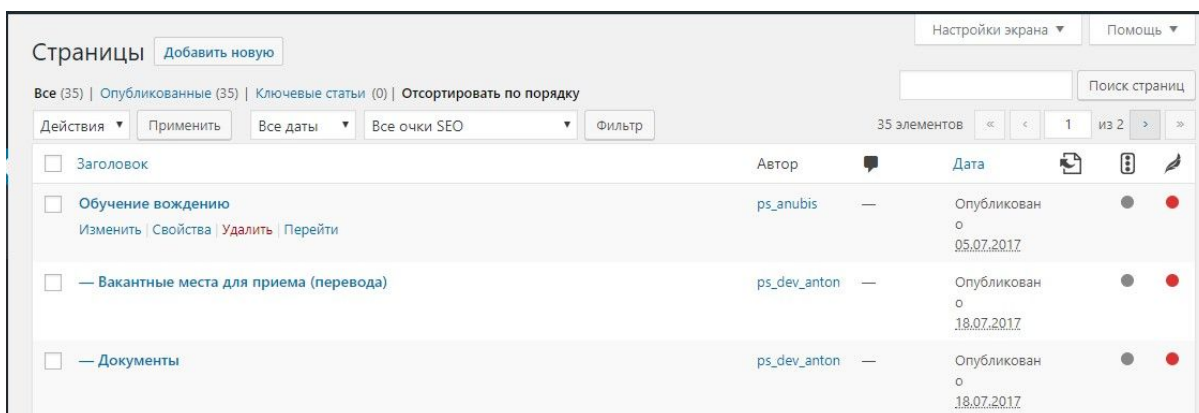 Настройки экрана ▼ Помощь ▼
Страницы Добавить новую
Все (35) | Опубликованные (35) | Ключевые статьи (0) | Отсортировать по порядку
Поиск страниц
Действия ▼ Применить Все даты ▼ Все очки SEO ▼ Фильтр 35 элементов « ‹ 1 из 2 › »
Заголовок Автор Дата
Обучение вождению ps_anubis — Опубликован
Изменить | Свойства | Удалить | Перейти о
05.07.2017
— Вакантные места для приема (перевода) ps_dev_anton — Опубликован
о
18.07.2017
— Документы ps_dev_anton — Опубликован
о
18.07.2017